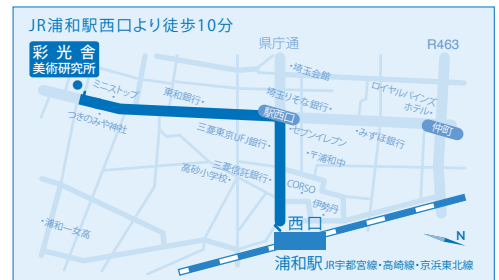 JR浦和駅西口より徒歩10分
彩光舎
美術研究所
県庁通
R463
・埼玉会館
ミニストップ
東和銀行・
埼玉りそな銀行・
ロイヤルパインズ
ホテル・
駅西口
仲町
つきのみや神社
三菱東京UFJ銀行・
・セブンイレブン
・みずほ銀行
高砂小学校・
三菱信託銀行・
・〒浦和中
CORSO
伊勢丹
・浦和一女高
西口
N
浦和駅 JR宇都宮線・高崎線・京浜東北線